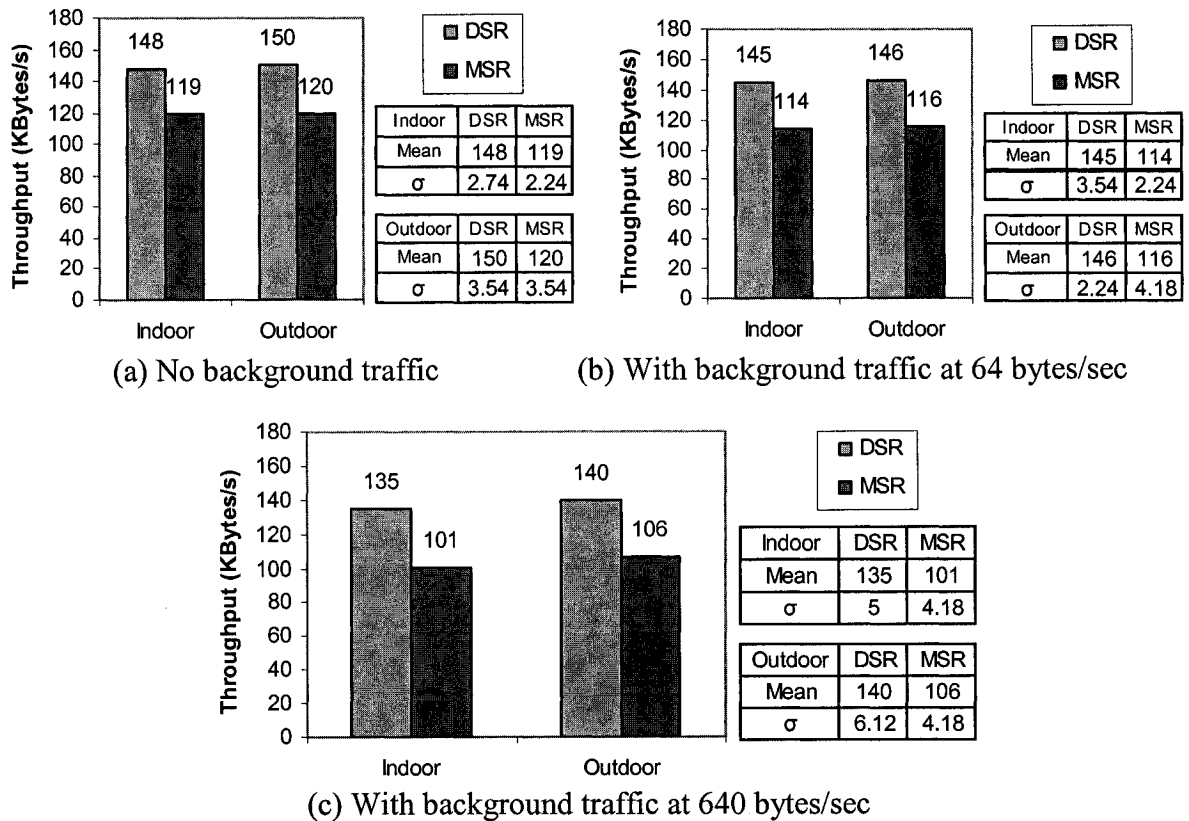 Throughput (KBytes/s)
180
160
140
120
100
80
60
40
20
0
148
119
150
120
Indoor
Outdoor
DSR
MSR
Indoor DSR MSR
Mean 148 119
σ 2.74 2.24
Outdoor DSR MSR
Mean 150 120
σ 3.54 3.54
(a) No background traffic
Throughput (KBytes/s)
180
160
140
120
100
80
60
40
20
0
145
114
146
116
Indoor
Outdoor
DSR
MSR
Indoor DSR MSR
Mean 145 114
σ 3.54 2.24
Outdoor DSR MSR
Mean 146 116
σ 2.24 4.18
(b) With background traffic at 64 bytes/sec
Throughput (KBytes/s)
180
160
140
120
100
80
60
40
20
0
135
101
140
106
Indoor
Outdoor
DSR
MSR
Indoor DSR MSR
Mean 135 101
σ 5 4.18
Outdoor DSR MSR
Mean 140 106
σ 6.12 4.18
(c) With background traffic at 640 bytes/sec